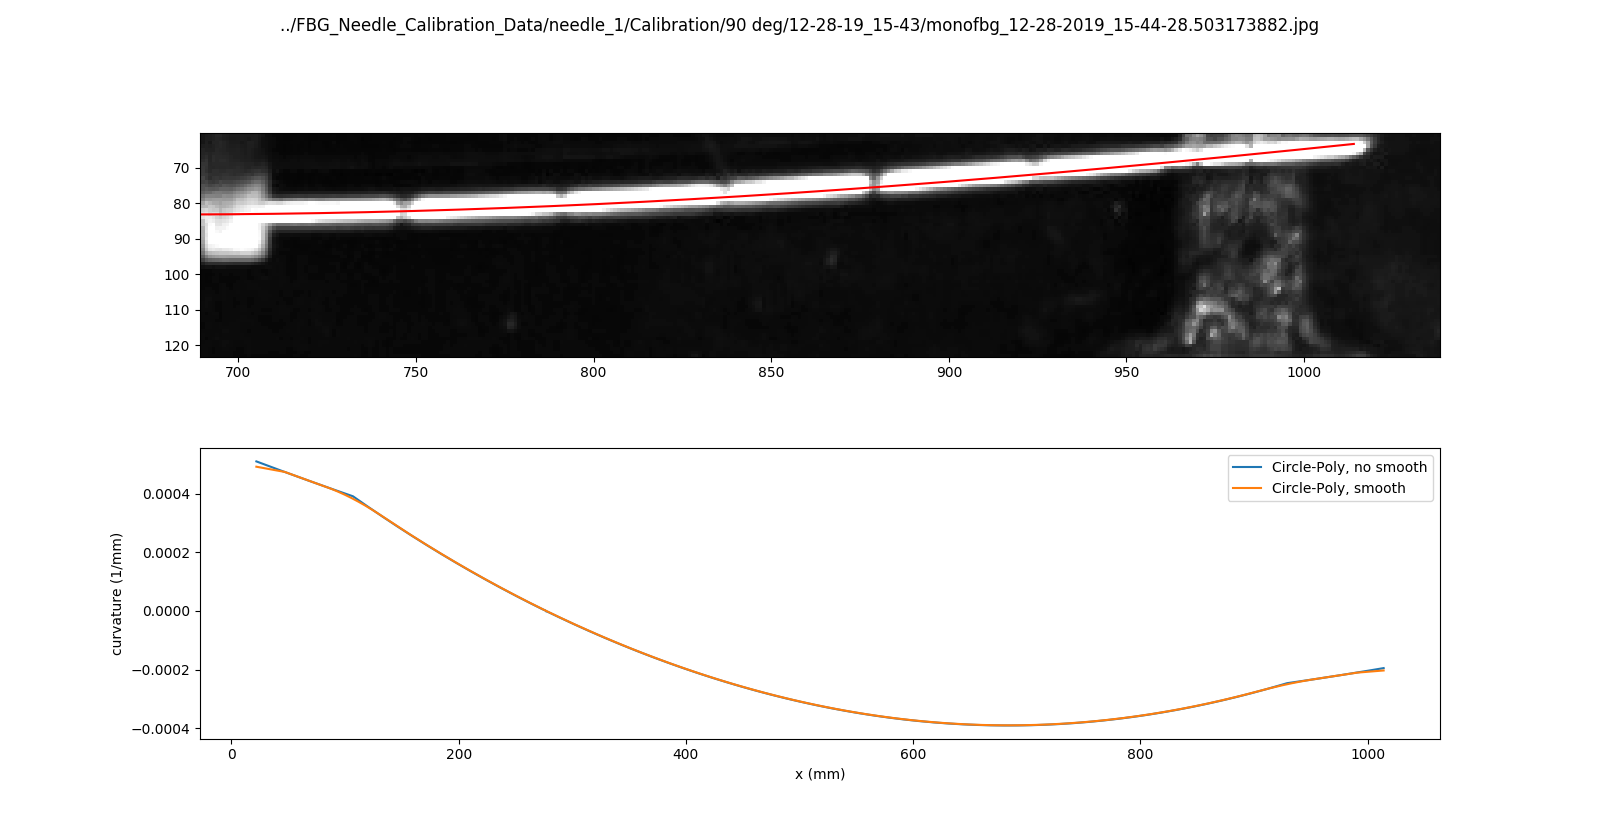 ../FBG_Needle_Calibration_Data/needle_1/Calibration/90 deg/12-28-19_15-43/monofbg_12-28-2019_15-44-28.503173882.jpg
70
80
90
100
110
120
700 750 800 850 900 950 1000
Circle-Poly, no smooth
Circle-Poly, smooth
curvature (1/mm)
0.0004
0.0002
0.0000
−0.0002
−0.0004
0 200 400 600 800 1000
x (mm)